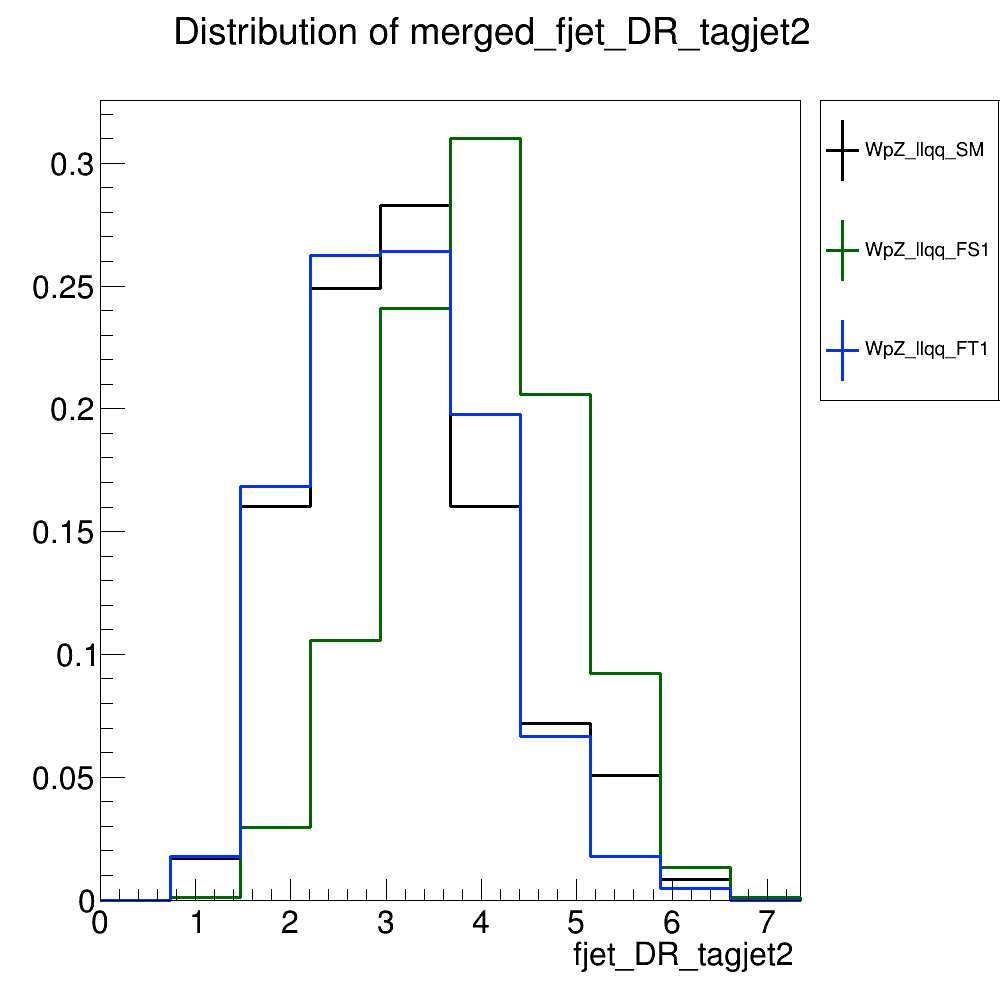 Distribution of merged_fjet_DR_tagjet2
WpZ_llqq_SM
WpZ_llqq_FS1
WpZ_llqq_FT1
0.3
0.25
0.2
0.15
0.1
0.05
0
0 1 2 3 4 5 6 7
fjet_DR_tagjet2